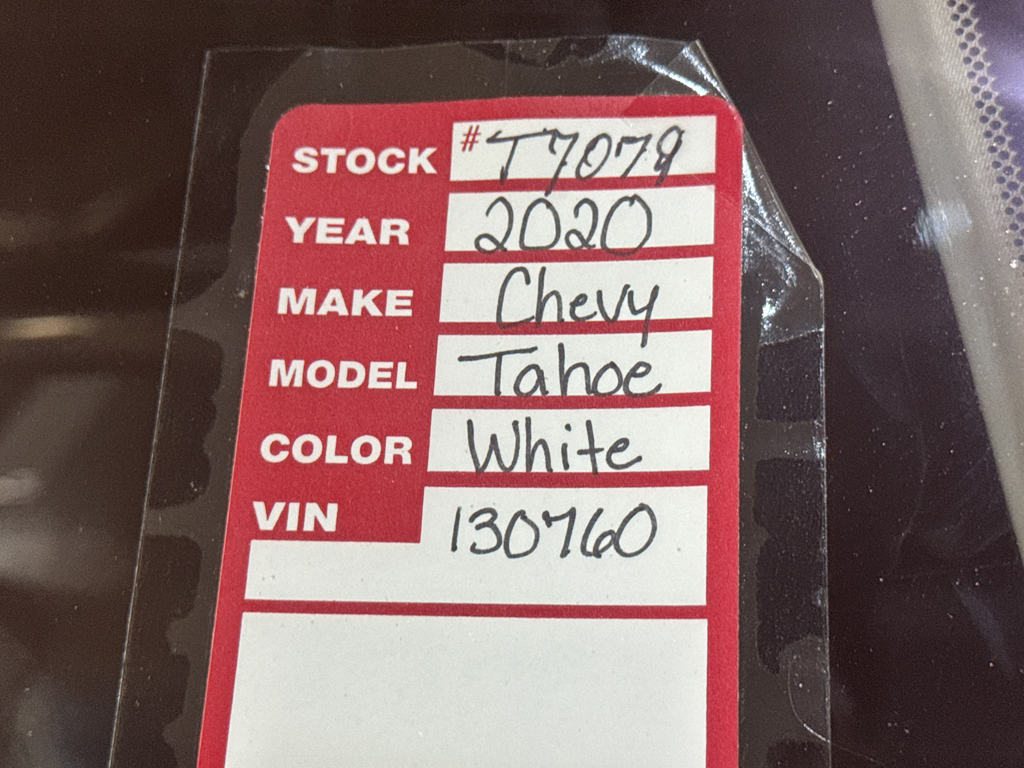 STOCK # T7079
YEAR 2020
MAKE Chevy
MODEL Tahoe
COLOR White
VIN 130760